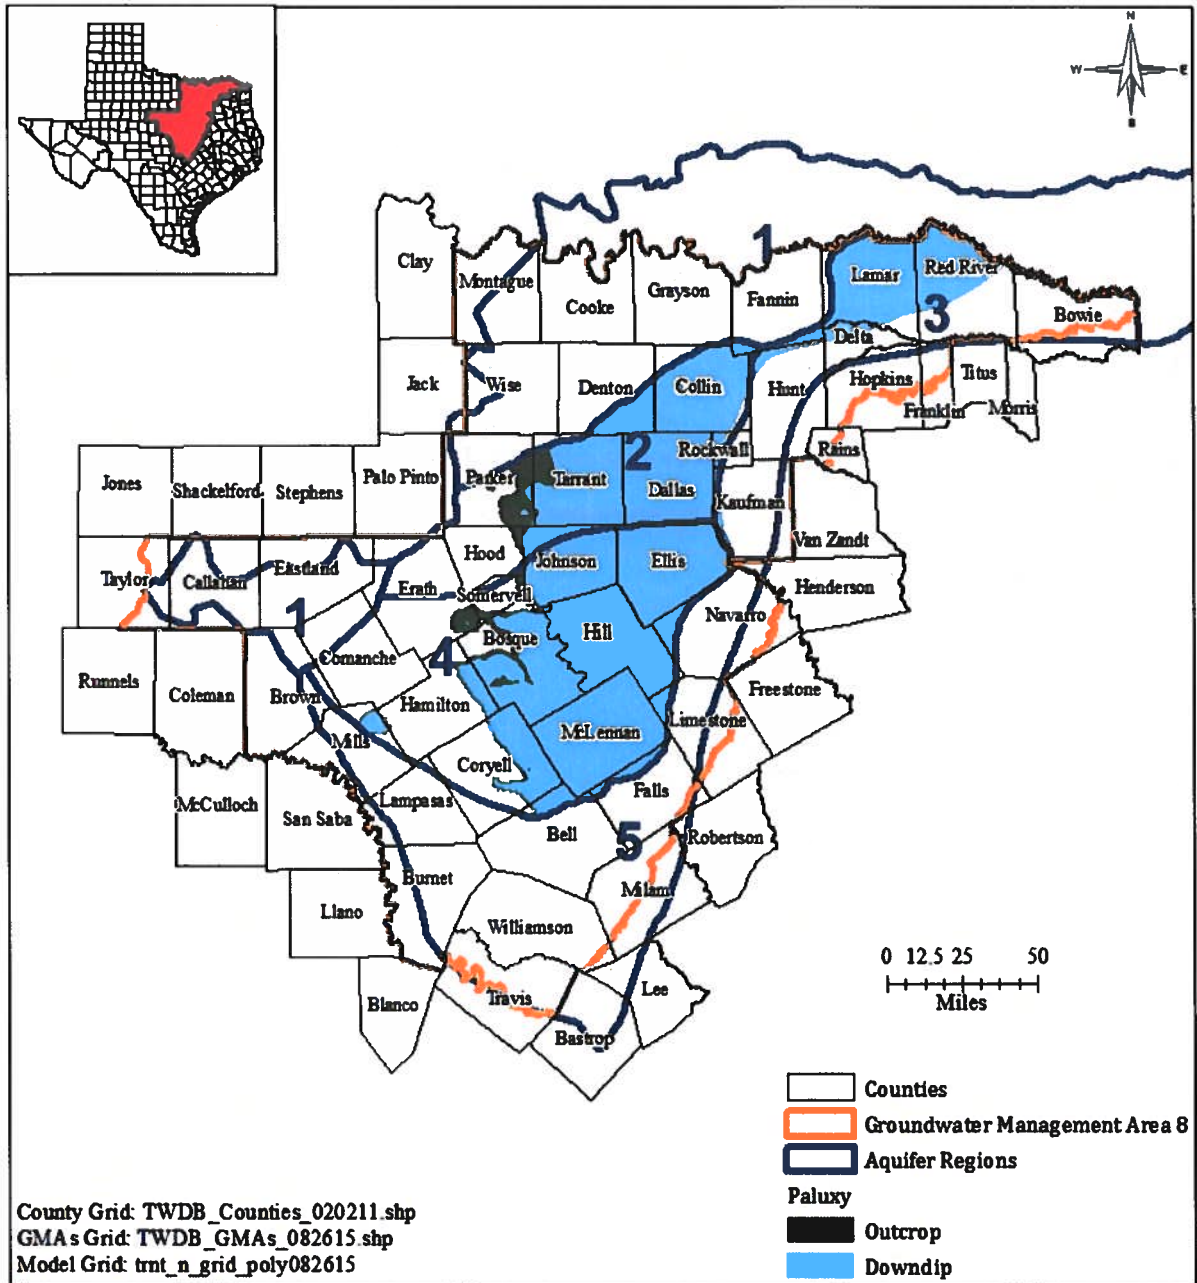 N
W E
S
1
Clay
Montague
Cooke
Grayson
Fannin
Lamar
Red River
3
Bowie
Delta
Jack
Wise
Denton
Collin
Hunt
Hopkins
Titus
Franklin
Morris
2
Rockwall
Rains
Jones
Shackelford
Stephens
Palo Pinto
Parker
Tarrant
Dallas
Kaufman
Van Zandt
Taylor
Callahan
Eastland
Erath
Hood
Johnson
Ellis
Somervell
Henderson
1
Navarro
Comanche
4
Bosque
Hill
Runnels
Coleman
Brown
Hamilton
Freestone
Limestone
Mills
McLennan
Coryell
McCulloch
San Saba
Lampasas
Falls
Bell
5
Robertson
Burnet
Milam
Llano
Williamson
Blanco
Travis
Lee
Bastrop
0 12.5 25 50
Miles
Counties
Groundwater Management Area 8
Aquifer Regions
Paluxy
Outcrop
Downdip
County Grid: TWDB_Counties_020211.shp
GMAs Grid: TWDB_GMAs_082615.shp
Model Grid: trnt_n_grid_poly082615